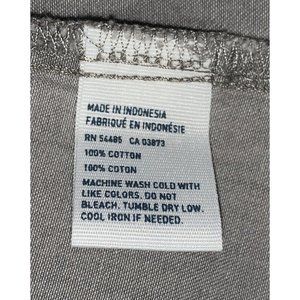 MADE IN INDONESIA
FABRIQUÉ EN INDONÉSIE
RN 54485 CA 03873
100% COTTON
100% COTON
MACHINE WASH COLD WITH
LIKE COLORS. DO NOT
BLEACH. TUMBLE DRY LOW.
COOL IRON IF NEEDED.